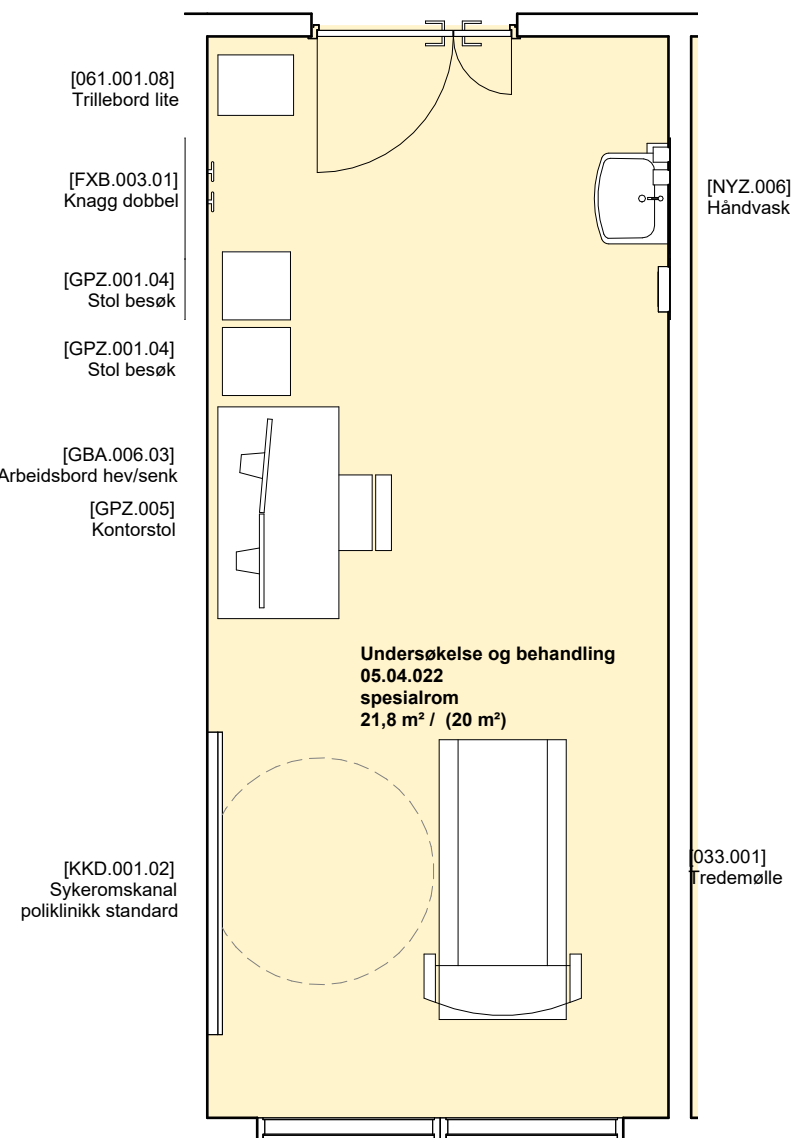 [061.001.08]
Trillebord lite
[FXB.003.01]
Knagg dobbel
[NYZ.006]
Håndvask
[GPZ.001.04]
Stol besøk
[GPZ.001.04]
Stol besøk
[GBA.006.03]
Arbeidsbord hev/senk
[GPZ.005]
Kontorstol
Undersøkelse og behandling
05.04.022
spesialrom
21,8 m² / (20 m²)
[KKD.001.02]
Sykeromskanal
poliklinikk standard
[033.001]
Tredemølle